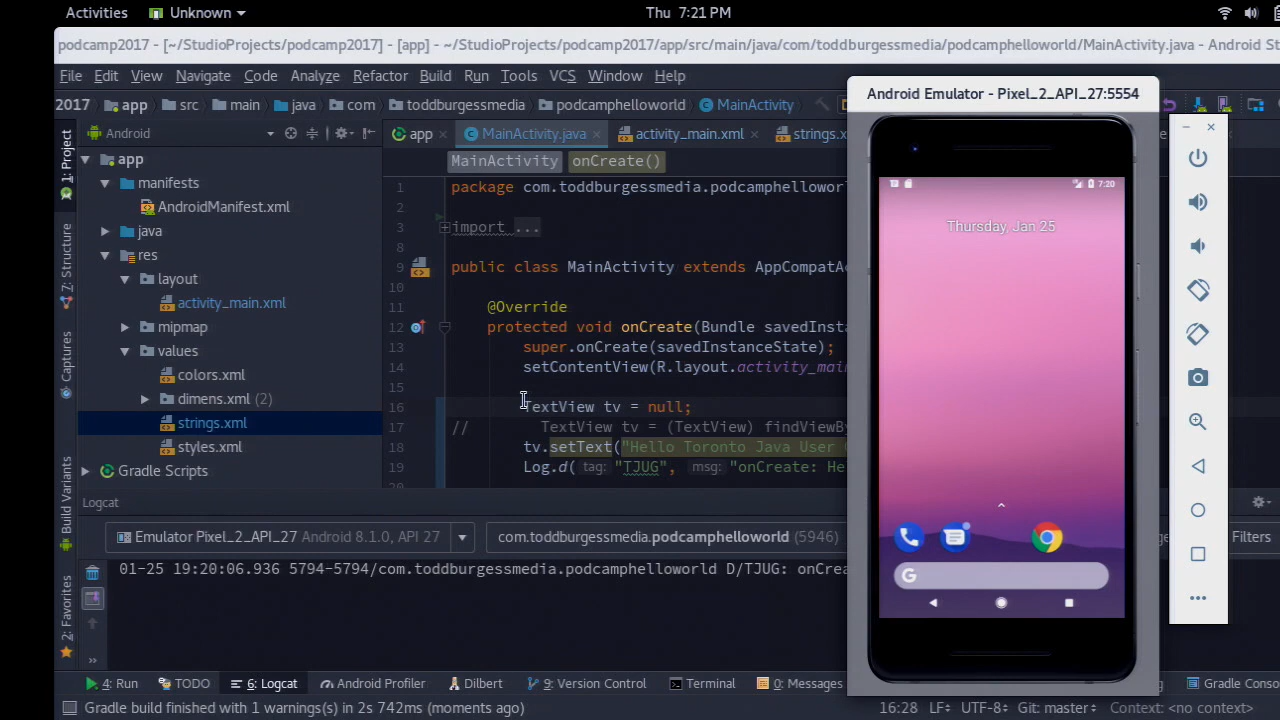 Activities Unknown Thu 7:21 PM
podcamp2017 - [~/StudioProjects/podcamp2017] - [app] - ~/StudioProjects/podcamp2017/app/src/main/java/com/toddburgessmedia/podcamphelloworld/MainActivity.java - Android St
File Edit View Navigate Code Analyze Refactor Build Run Tools VCS Window Help
2017 app src main java com toddburgessmedia podcamphelloworld MainActivity
Android
app MainActivity.java activity_main.xml strings.x
MainActivity onCreate()
1: Project
7: Structure
Captures
Build Variants
2: Favorites
app
manifests
AndroidManifest.xml
java
res
layout
activity_main.xml
mipmap
values
colors.xml
dimens.xml (2)
strings.xml
styles.xml
Gradle Scripts
1 package com.toddburgessmedia.podcamphellowor
2
3 import ...
8
9 public class MainActivity extends AppCompatAc
10
11 @Override
12 protected void onCreate(Bundle savedInsta
13 super.onCreate(savedInstanceState);
14 setContentView(R.layout.activity_main
15
16 TextView tv = null;
17 // TextView tv = (TextView) findViewBy
18 tv.setText("Hello Toronto Java User
19 Log.d( tag: "TJUG", msg: "onCreate: He
20
Logcat
Emulator Pixel_2_API_27 Android 8.1.0, API 27 com.toddburgessmedia.podcamphelloworld (5946) Filters
01-25 19:20:06.936 5794-5794/com.toddburgessmedia.podcamphelloworld D/TJUG: onCrea
»
4: Run TODO 6: Logcat Android Profiler Dilbert 9: Version Control Terminal 0: Messages Gradle Conso
Gradle build finished with 1 warnings(s) in 2s 742ms (moments ago) 16:28 LF÷ UTF-8÷ Git: master÷ Context: <no context>
Android Emulator - Pixel_2_API_27:5554
7:20
Thursday, Jan 25
G